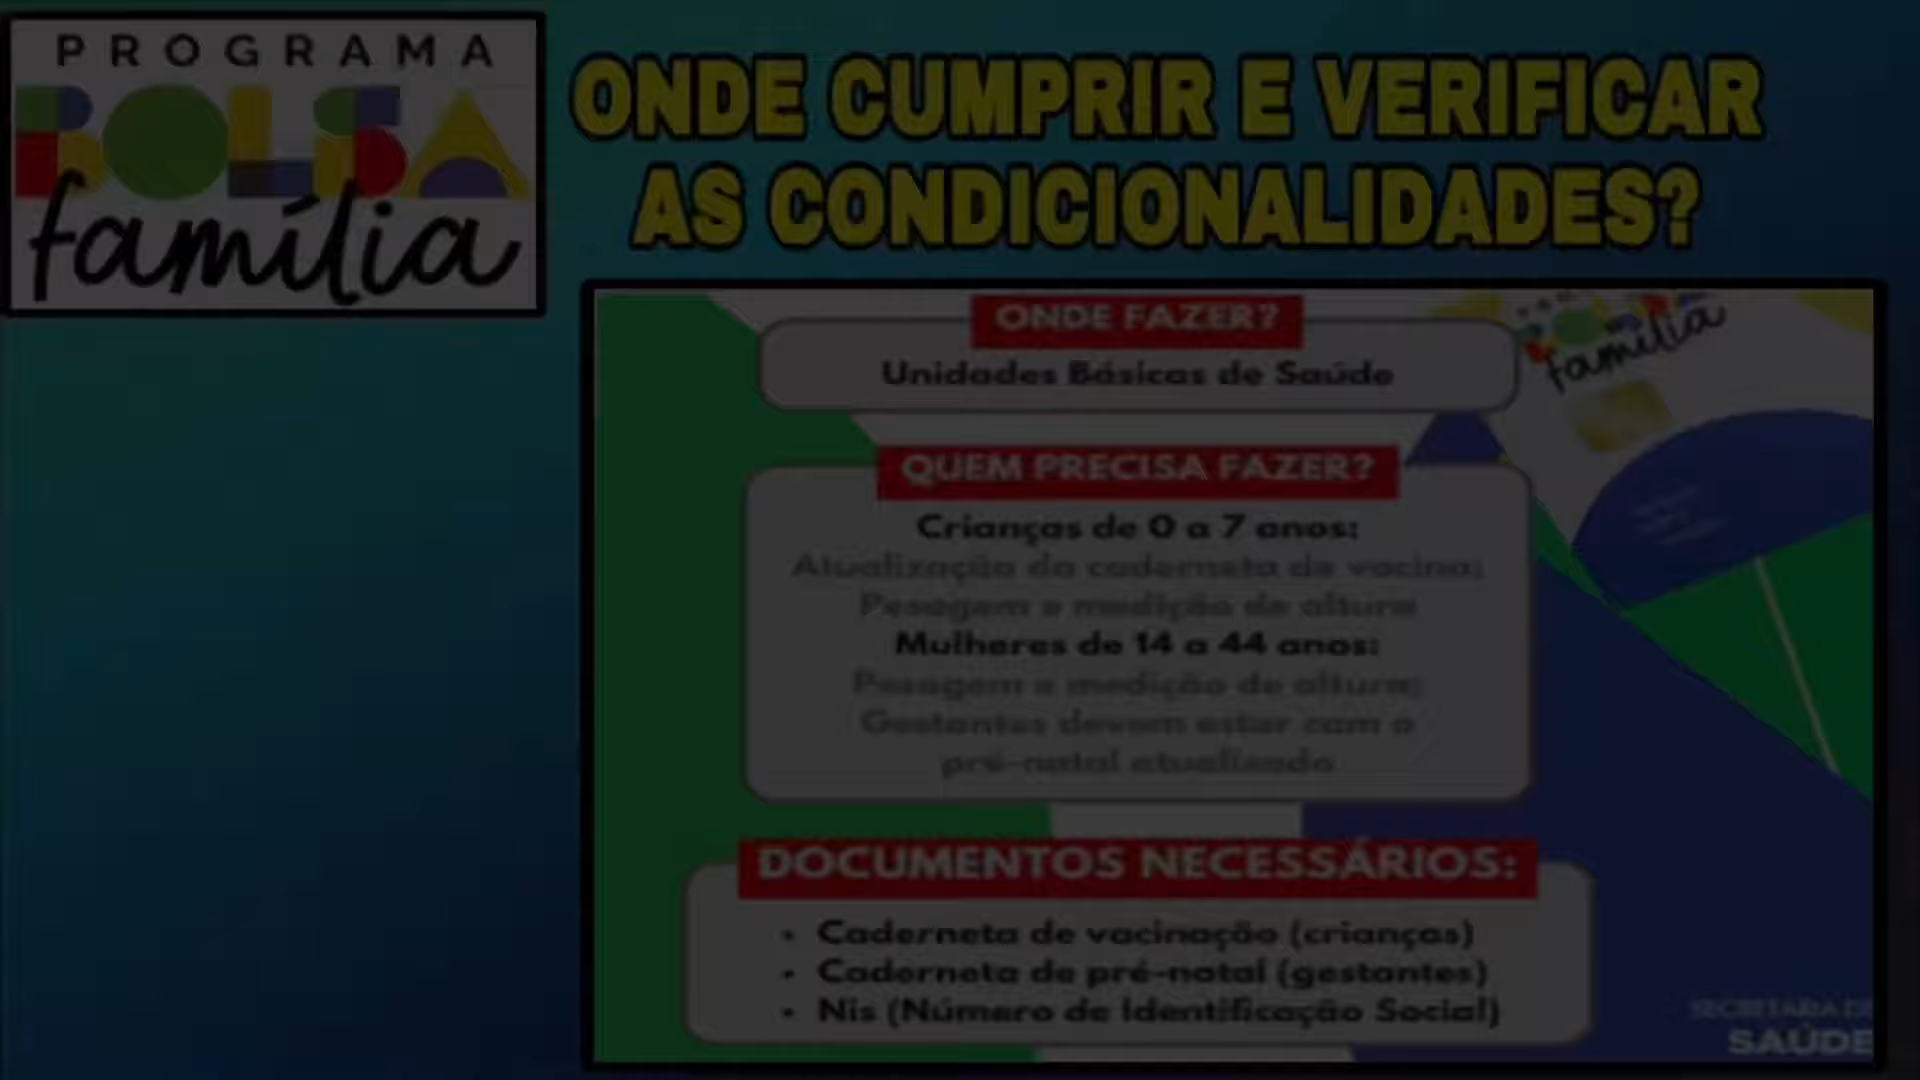 PROGRAMA
BOLSA
família
ONDE CUMPRIR E VERIFICAR
AS CONDICIONALIDADES?
ONDE FAZER?
Unidades Básicas de Saúde
família
QUEM PRECISA FAZER?
Crianças de 0 a 7 anos:
Atualização da caderneta de vacina;
Pesagem e medição de altura
Mulheres de 14 a 44 anos:
Pesagem e medição de altura;
Gestantes devem estar com o
pré-natal atualizado
DOCUMENTOS NECESSÁRIOS:
• Caderneta de vacinação (crianças)
• Caderneta de pré-natal (gestantes)
• Nis (Número de Identificação Social)
SECRETARIA DE
SAÚDE